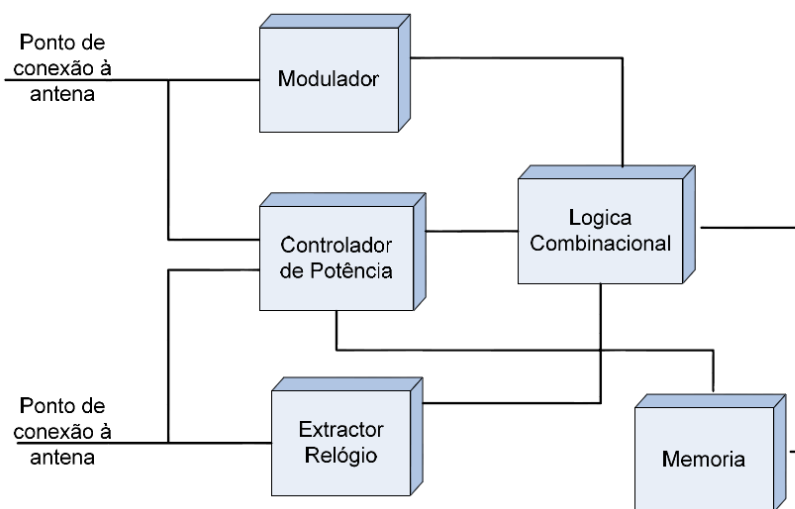 Ponto de
conexão à
antena
Modulador
Logica
Combinacional
Controlador
de Potência
Ponto de
conexão à
antena
Extractor
Relógio
Memoria